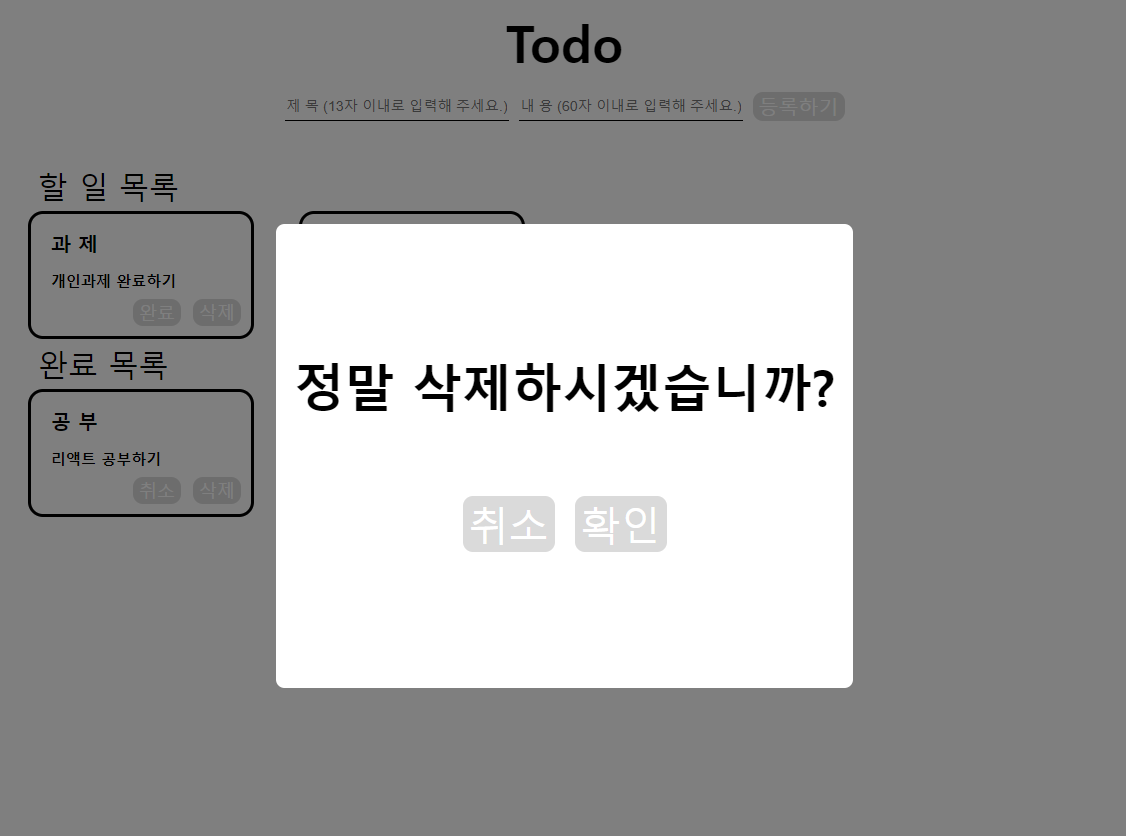 Todo
제 목 (13자 이내로 입력해 주세요.) 내 용 (60자 이내로 입력해 주세요.) 등록하기
할 일 목록
과 제
개인과제 완료하기
완료 삭제
완료 목록
공 부
리액트 공부하기
취소 삭제
정말 삭제하시겠습니까?
취소 확인